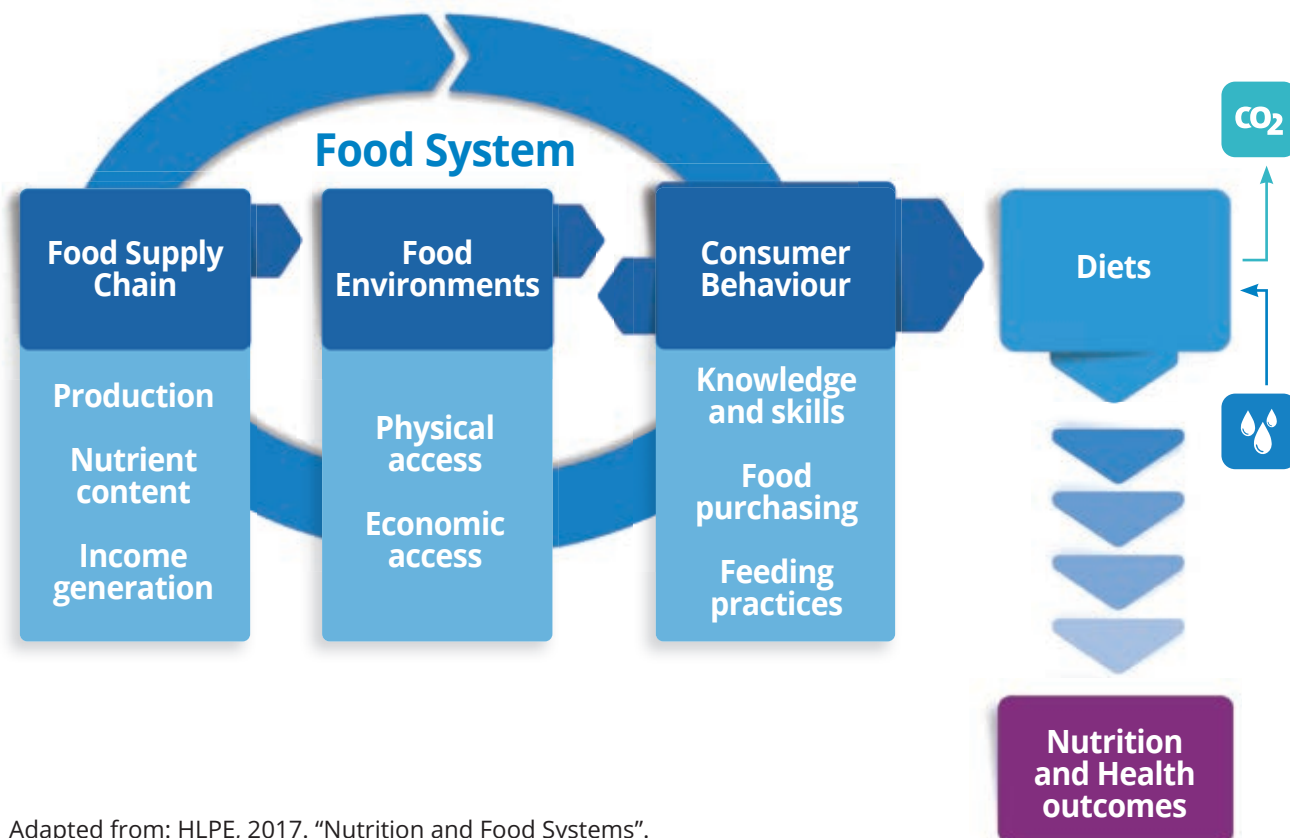 Food System
Food Supply
Chain
Production
Nutrient
content
Income
generation
Food
Environments
Physical
access
Economic
access
Consumer
Behaviour
Knowledge
and skills
Food
purchasing
Feeding
practices
Diets
CO2
Nutrition
and Health
outcomes
Adapted from: HLPE, 2017. “Nutrition and Food Systems”.